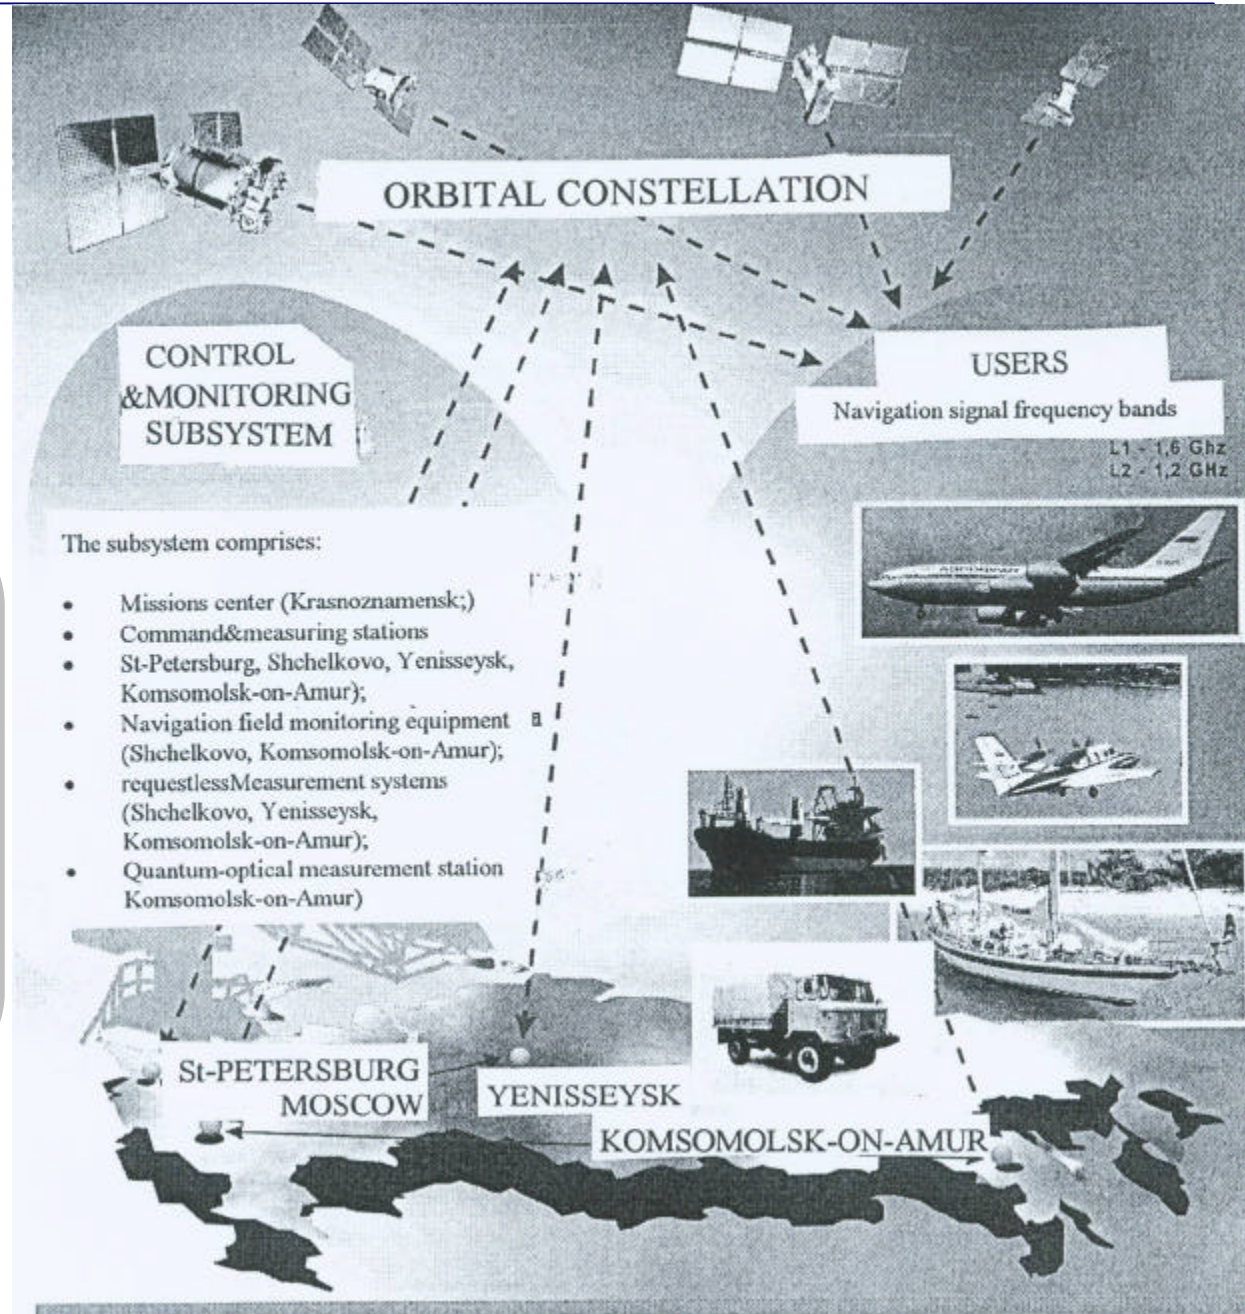 ORBITAL CONSTELLATION
CONTROL
&MONITORING
SUBSYSTEM
USERS
Navigation signal frequency bands
L1 - 1,6 Ghz
L2 - 1,2 GHz
The subsystem comprises:
• Missions center (Krasnoznamensk;)
• Command&measuring stations
• St-Petersburg, Shchelkovo, Yenisseysk,
Komsomolsk-on-Amur);
• Navigation field monitoring equipment
(Shchelkovo, Komsomolsk-on-Amur);
• requestlessMeasurement systems
(Shchelkovo, Yenisseysk,
Komsomolsk-on-Amur);
• Quantum-optical measurement station
Komsomolsk-on-Amur)
St-PETERSBURG
MOSCOW
YENISSEYSK
KOMSOMOLSK-ON-AMUR